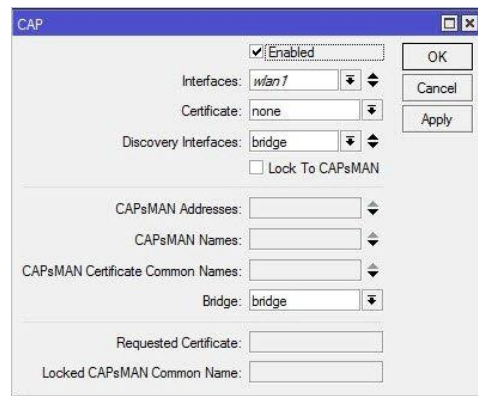 CAP
Enabled
OK
Interfaces: wlan1
Cancel
Certificate: none
Apply
Discovery Interfaces: bridge
Lock To CAPsMAN
CAPsMAN Addresses:
CAPsMAN Names:
CAPsMAN Certificate Common Names:
Bridge: bridge
Requested Certificate:
Locked CAPsMAN Common Name: